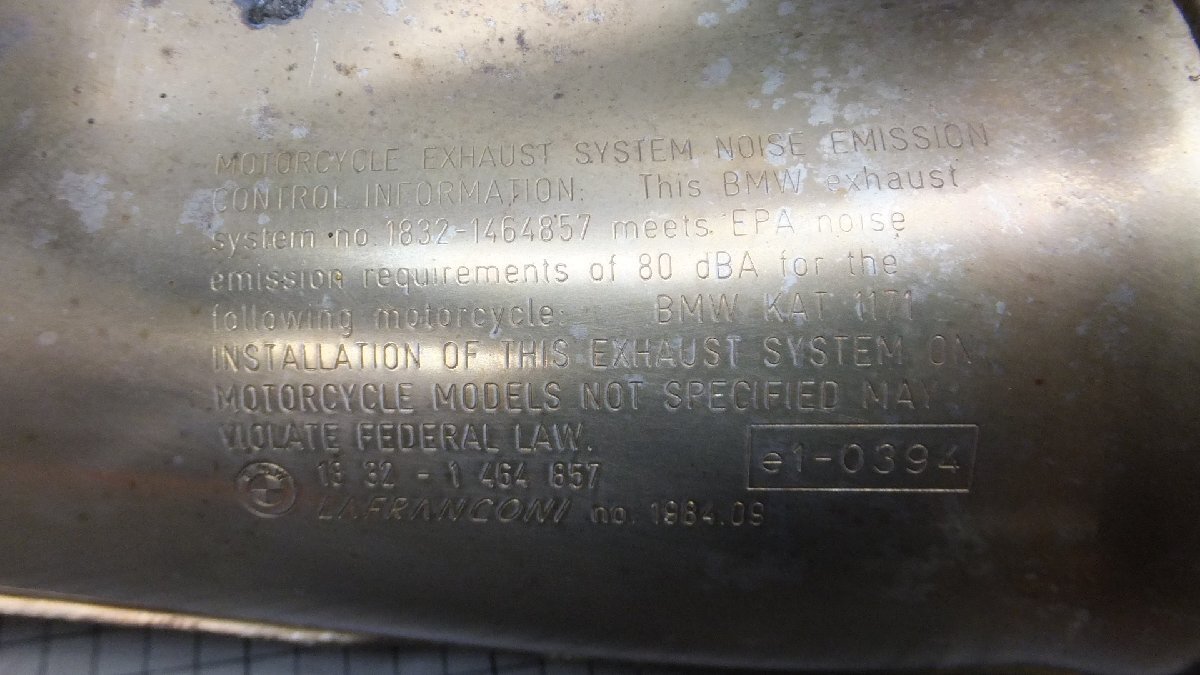 MOTORCYCLE EXHAUST SYSTEM NOISE EMISSION
CONTROL INFORMATION: This BMW exhaust
system no. 1832-1464857 meets EPA noise
emission requirements of 80 dBA for the
following motorcycle: BMW KAT 1171
INSTALLATION OF THIS EXHAUST SYSTEM ON
MOTORCYCLE MODELS NOT SPECIFIED MAY
VIOLATE FEDERAL LAW.
18 32 - 1 464 857
e1-0394
LAFRANCONI no. 1984.09